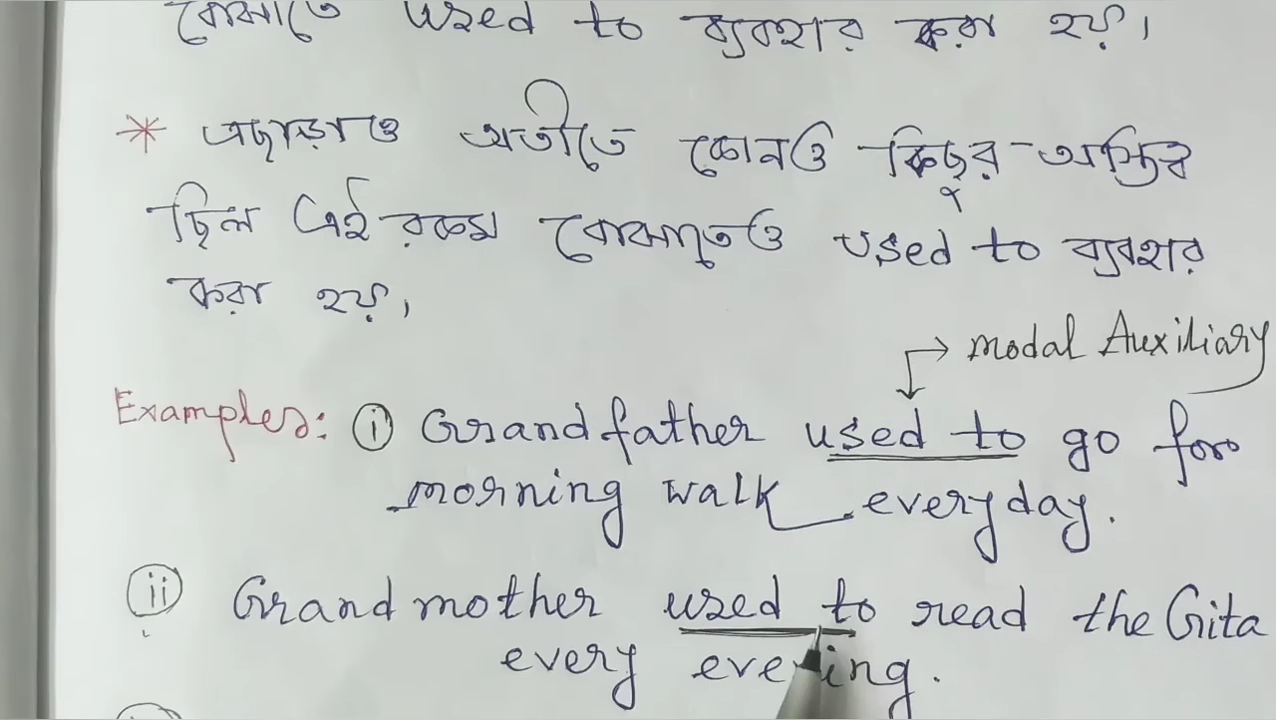 বোঝাতে used to ব্যবহার করা হয়।
* এছাড়াও অতীতে কোনও কিছুর অস্তিত্ব
ছিল এই রকম বোঝাতেও used to ব্যবহার
করা হয়।
modal Auxiliary
Examples: (i) Grandfather used to go for
morning walk everyday.
(ii) Grandmother used to read the Gita
every evening.